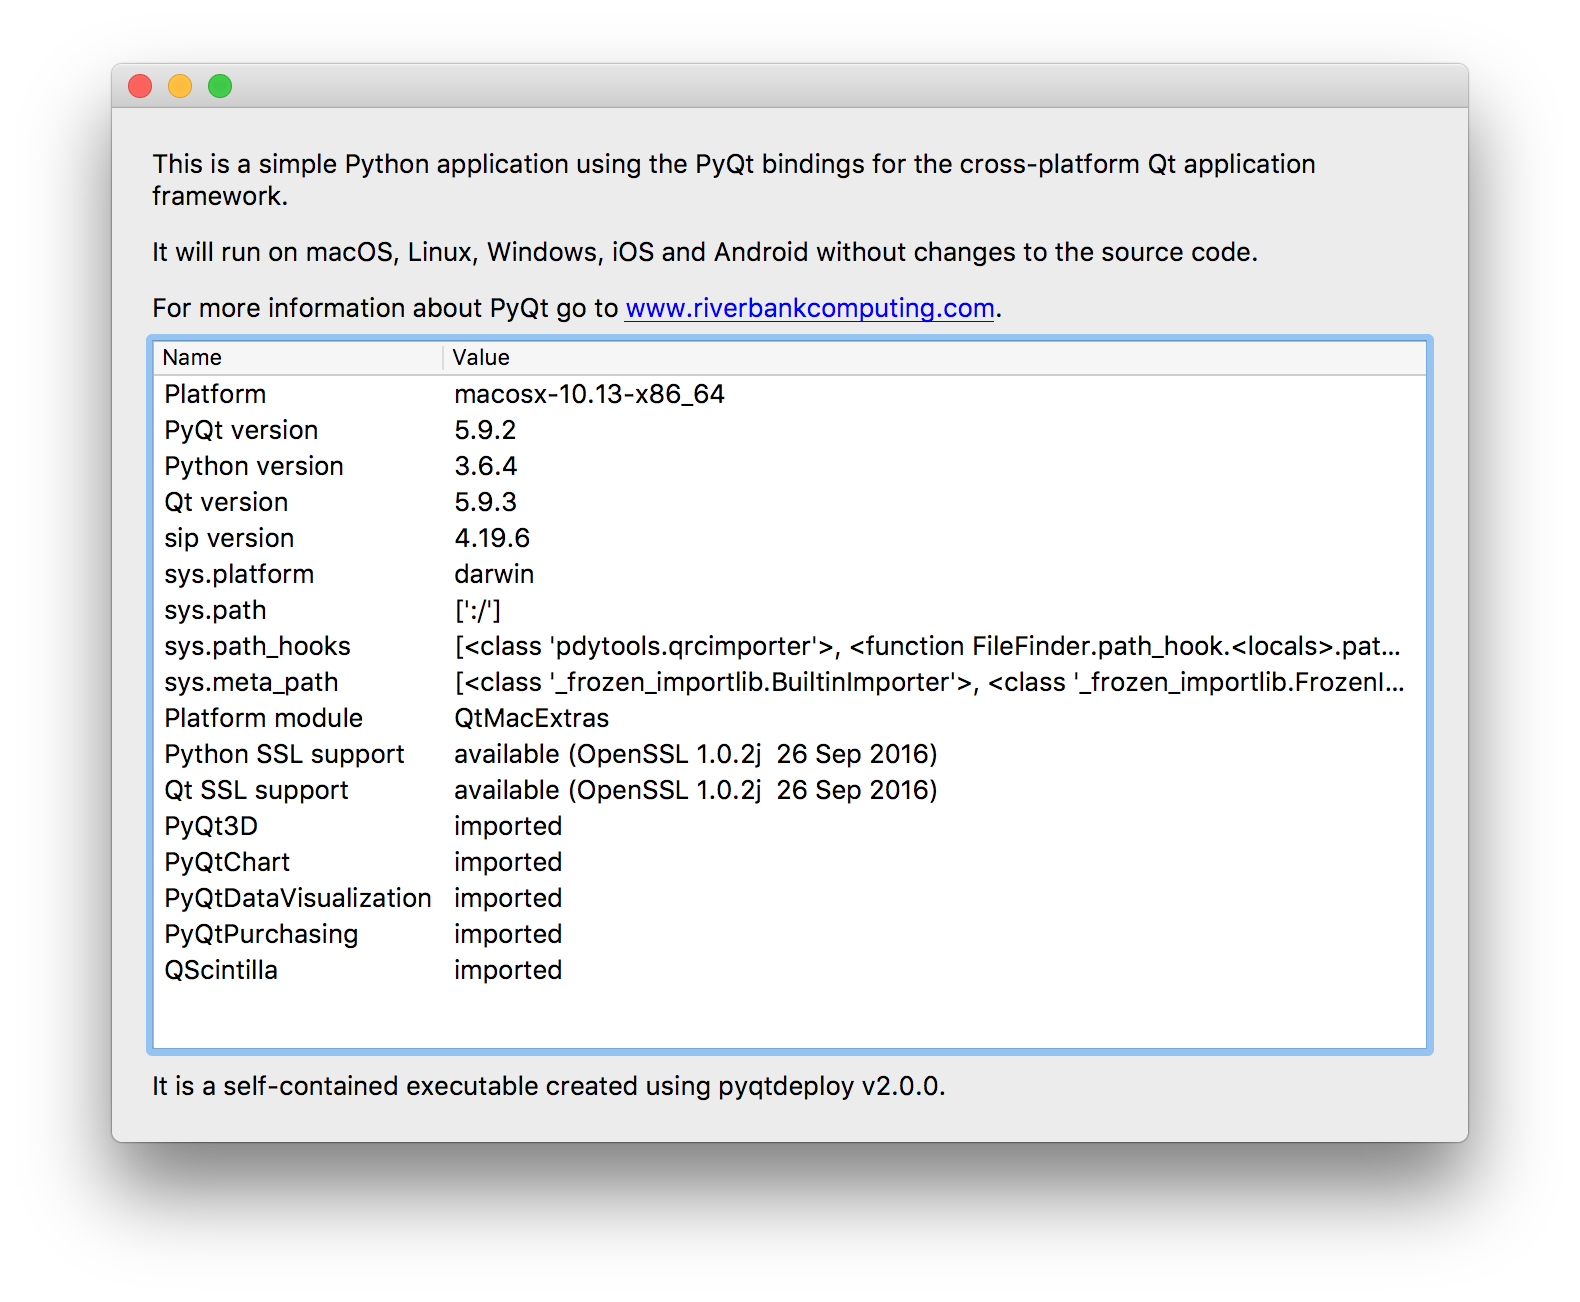 This is a simple Python application using the PyQt bindings for the cross-platform Qt application
framework.
It will run on macOS, Linux, Windows, iOS and Android without changes to the source code.
For more information about PyQt go to www.riverbankcomputing.com.
Name Value
Platform macosx-10.13-x86_64
PyQt version 5.9.2
Python version 3.6.4
Qt version 5.9.3
sip version 4.19.6
sys.platform darwin
sys.path [':/']
sys.path_hooks [<class 'pdytools.qrcimporter'>, <function FileFinder.path_hook.<locals>.pat...
sys.meta_path [<class '_frozen_importlib.BuiltinImporter'>, <class '_frozen_importlib.FrozenI...
Platform module QtMacExtras
Python SSL support available (OpenSSL 1.0.2j  26 Sep 2016)
Qt SSL support available (OpenSSL 1.0.2j  26 Sep 2016)
PyQt3D imported
PyQtChart imported
PyQtDataVisualization imported
PyQtPurchasing imported
QScintilla imported
It is a self-contained executable created using pyqtdeploy v2.0.0.